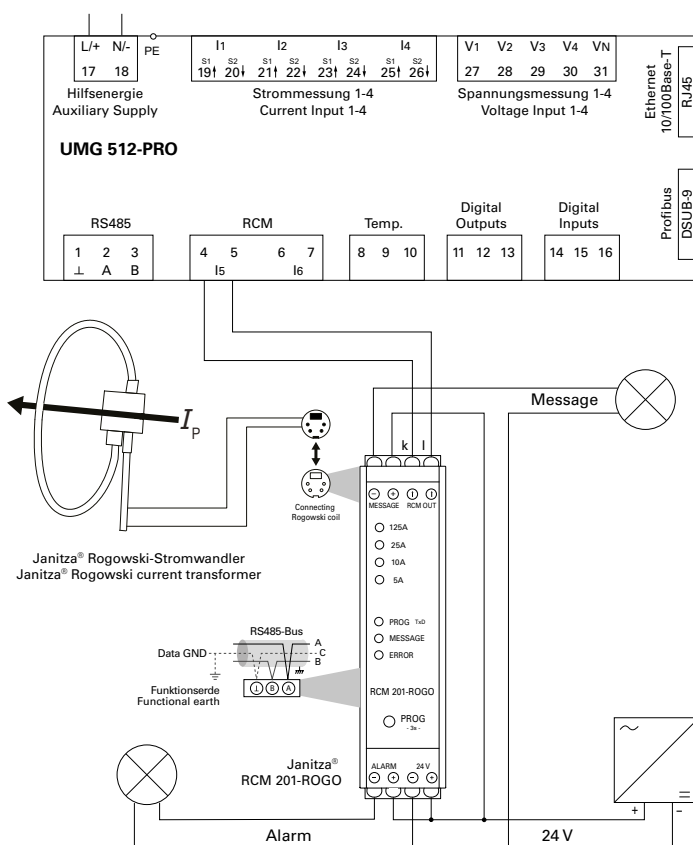 L/+ N/-
17 18
PE
Hilfsenergie
Auxiliary Supply
I1 I2 I3 I4
S1 S2 S1 S2 S1 S2 S1 S2
19↑ 20↓ 21↑ 22↓ 23↑ 24↓ 25↑ 26↓
Strommessung 1-4
Current Input 1-4
V1 V2 V3 V4 VN
27 28 29 30 31
Spannungsmessung 1-4
Voltage Input 1-4
Ethernet
10/100Base-T
RJ45
UMG 512-PRO
Profibus
DSUB-9
RS485
1 2 3
⊥ A B
RCM
4 5 6 7
I5 I6
Temp.
8 9 10
Digital
Outputs
11 12 13
Digital
Inputs
14 15 16
Message
IP
k l
Connecting
Rogowski coil
− + I I
MESSAGE RCM OUT
125A
25A
10A
5A
Janitza® Rogowski-Stromwandler
Janitza® Rogowski current transformer
PROG TxD
MESSAGE
ERROR
RS485-Bus
A
C
B
Data GND
⊥ B A
Funktionserde
Functional earth
RCM 201-ROGO
PROG
- 3s -
Janitza®
RCM 201-ROGO
ALARM 24 V
− + − +
∼
=
+ −
Alarm
24 V